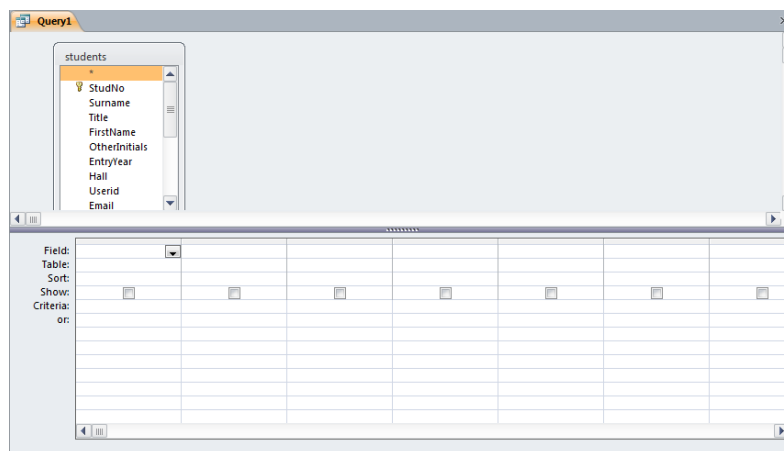 Query1
students
*
StudNo
Surname
Title
FirstName
OtherInitials
EntryYear
Hall
Userid
Email
Field:
Table:
Sort:
Show:
Criteria:
or: